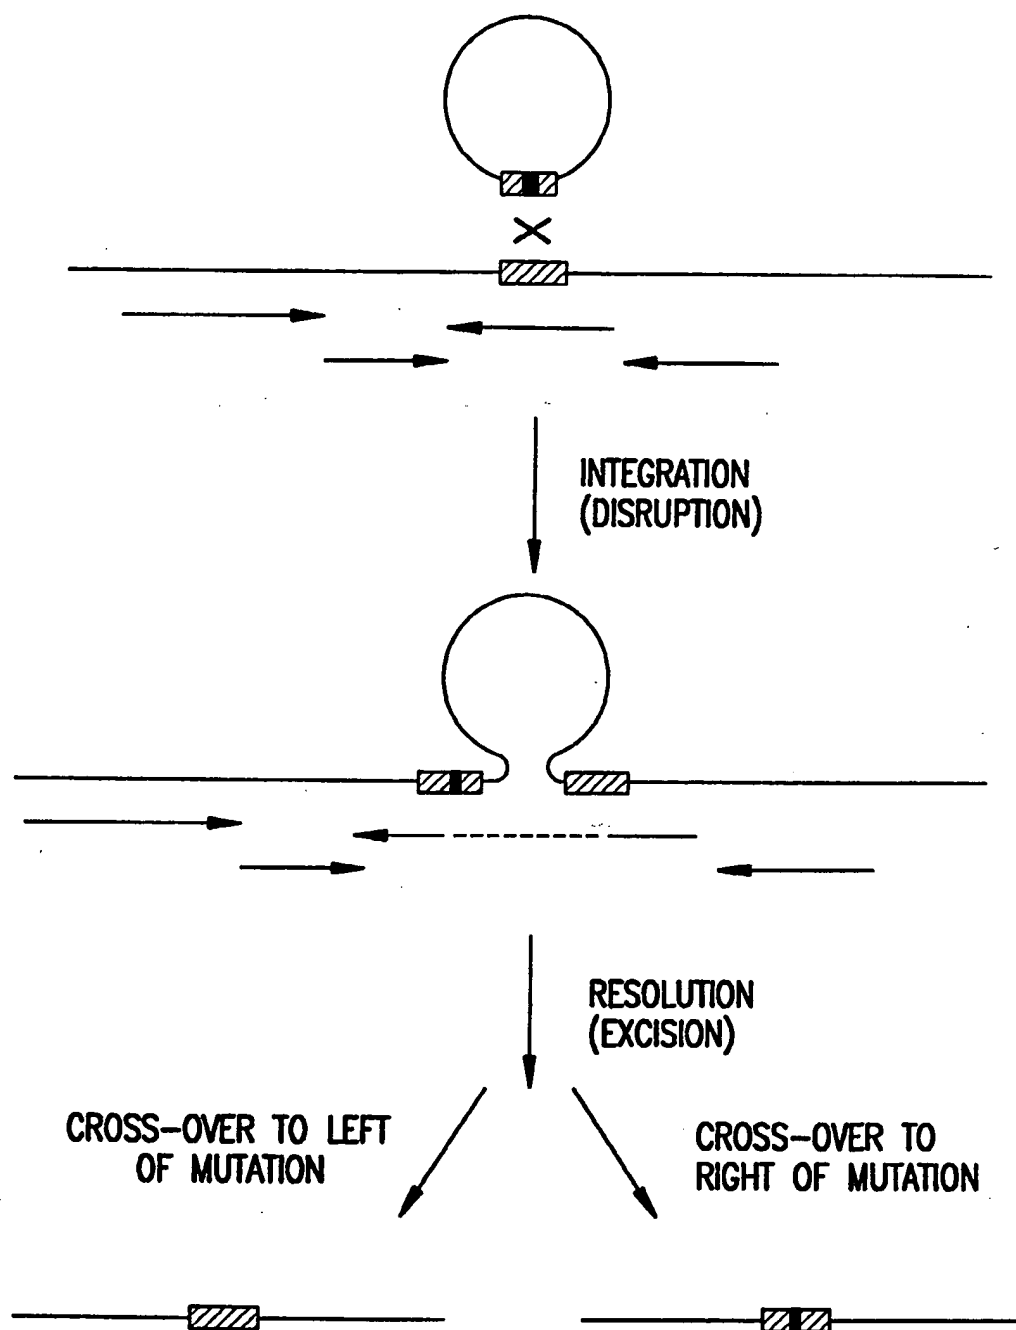 INTEGRATION
(DISRUPTION)
RESOLUTION
(EXCISION)
CROSS-OVER TO LEFT
OF MUTATION
CROSS-OVER TO
RIGHT OF MUTATION